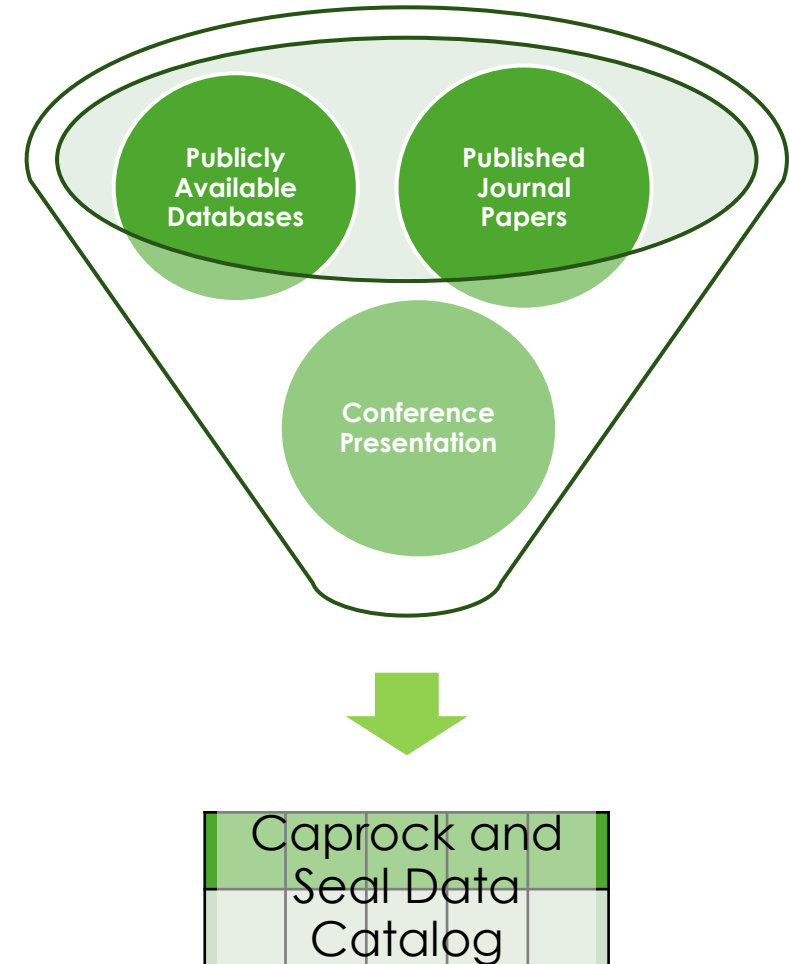 Publicly
Available
Databases
Published
Journal
Papers
Conference
Presentation
Caprock and
Seal Data
Catalog